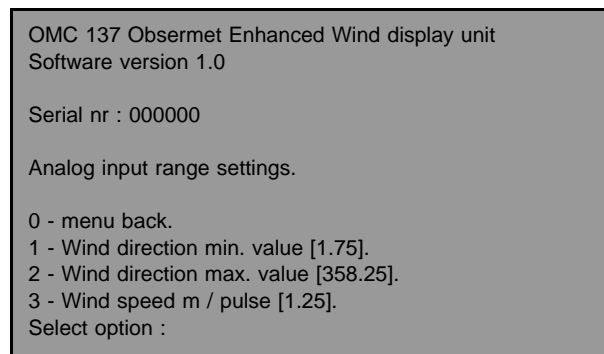 OMC 137 Obsermet Enhanced Wind display unit
Software version 1.0
Serial nr : 000000
Analog input range settings.
0 - menu back.
1 - Wind direction min. value [1.75].
2 - Wind direction max. value [358.25].
3 - Wind speed m / pulse [1.25].
Select option :